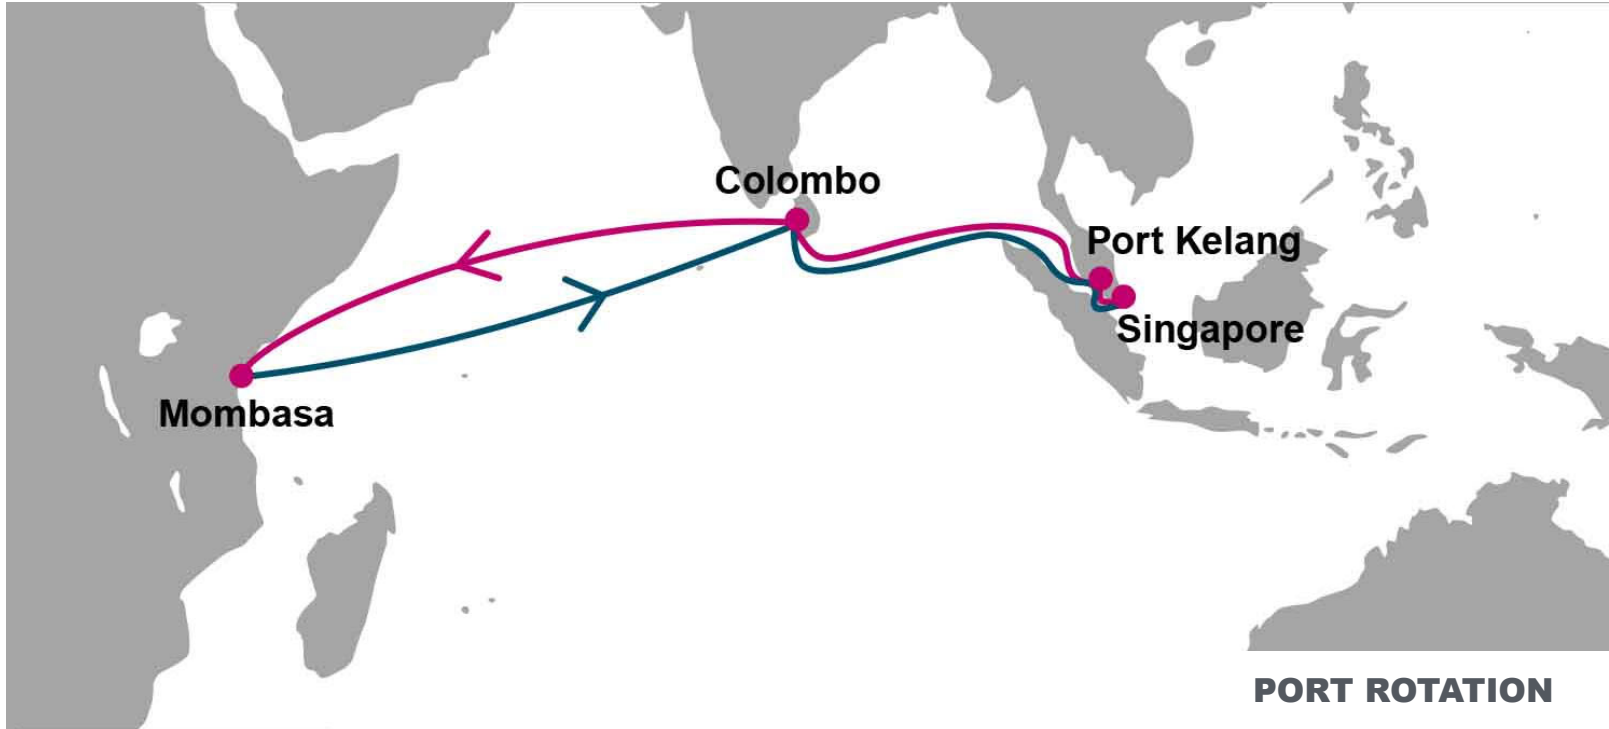 Colombo
Port Kelang
Singapore
Mombasa
PORT ROTATION